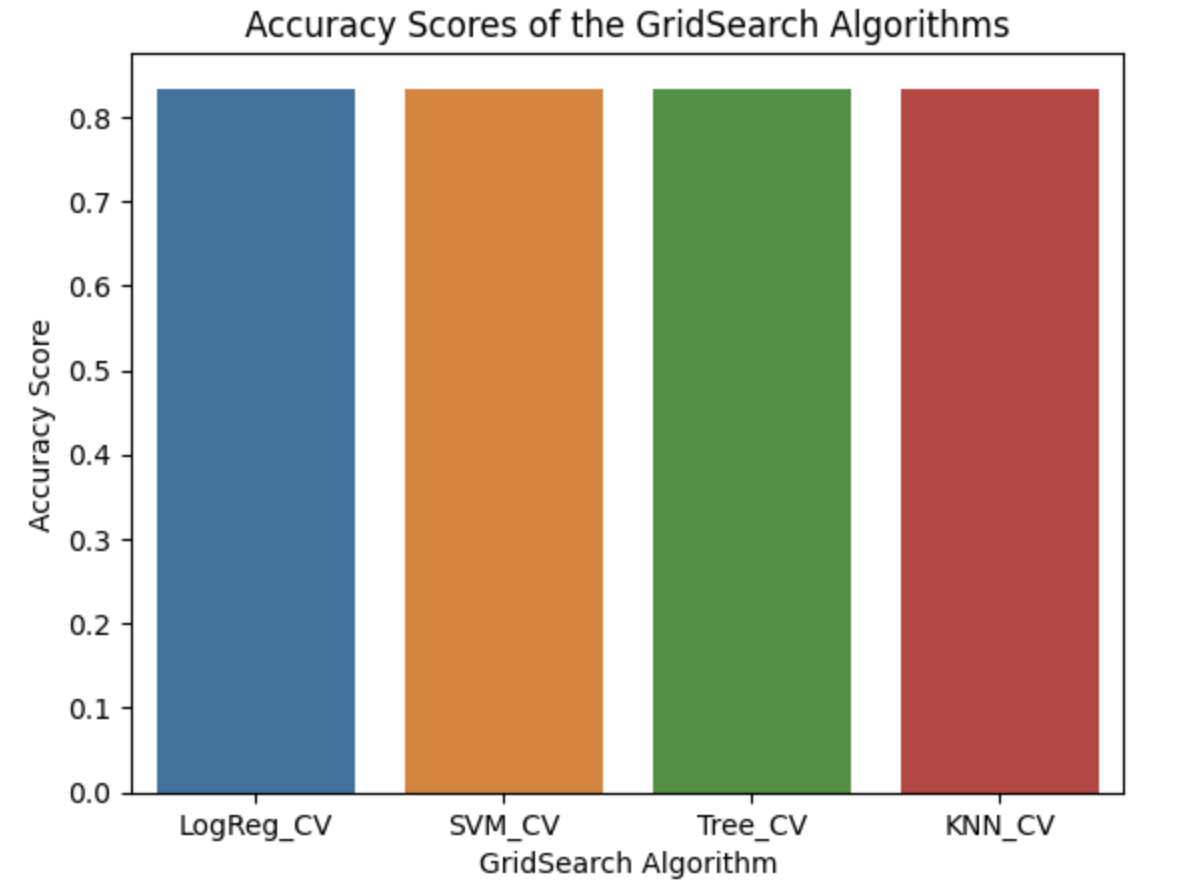 Accuracy Scores of the GridSearch Algorithms
Accuracy Score
0.8
0.7
0.6
0.5
0.4
0.3
0.2
0.1
0.0
LogReg_CV SVM_CV Tree_CV KNN_CV
GridSearch Algorithm